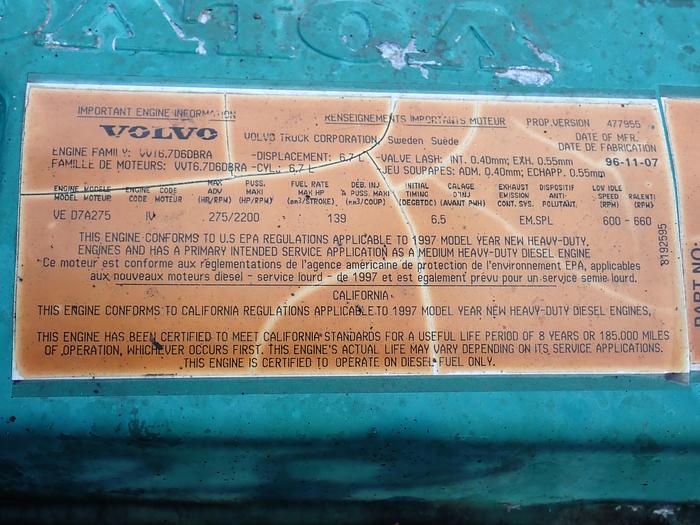 VOLVO
IMPORTANT ENGINE INFORMATION RENSEIGNEMENTS IMPORTANTS MOTEUR PROP.VERSION 477955
VOLVO VOLVO TRUCK CORPORATION, Sweden Suède DATE OF MFR.
DATE DE FABRICATION
ENGINE FAMILY: VVT6.7D6DBRA -DISPLACEMENT: 6,7 L -VALVE LASH: INT. 0.40mm; EXH. 0.55mm 96-11-07
FAMILLE DE MOTEURS: VVT6.7D6DBRA -CYL.: 6,7 L -JEU SOUPAPES: ADM. 0.40mm; ECHAPP. 0.55mm
ENGINE MODELE ENGINE CODE MAX PUSS. FUEL RATE DÉB. INJ INITIAL CALAGE EXHAUST DISPOSITIF LOW IDLE
MODEL MOTEUR CODE MOTEUR ADV MAXI MAX HP A PUSS. MAXI TIMING D'INJ EMISSION ANTI- SPEED RALENTI
(HP/RPM) (HP/RPM) (mm3/STROKE). (mm3/COUP) (DEGBTDC) (AVANT PMH) CONT. SYS. POLUTANT. (RPM) (RPM)
VE D7A275 IV 275/2200 139 6.5 EM.SPL 600 - 660
THIS ENGINE CONFORMS TO U.S EPA REGULATIONS APPLICABLE TO 1997 MODEL YEAR NEW HEAVY-DUTY,
ENGINES AND HAS A PRIMARY INTENDED SERVICE APPLICATION AS A MEDIUM HEAVY-DUTY DIESEL ENGINE
Ce moteur est conforme aux réglementations de l'agence américaine de protection de l'environnement EPA, applicables
aux nouveaux moteurs diesel - service lourd - de 1997 et est également prévu pour un service semie lourd.
CALIFORNIA
THIS ENGINE CONFORMS TO CALIFORNIA REGULATIONS APPLICABLE TO 1997 MODEL YEAR NEW HEAVY-DUTY DIESEL ENGINES,
THIS ENGINE HAS BEEN CERTIFIED TO MEET CALIFORNIA STANDARDS FOR A USEFUL LIFE PERIOD OF 8 YEARS OR 185.000 MILES
OF OPERATION, WHICHEVER OCCURS FIRST. THIS ENGINE'S ACTUAL LIFE MAY VARY DEPENDING ON ITS SERVICE APPLICATIONS.
THIS ENGINE IS CERTIFIED TO OPERATE ON DIESEL FUEL ONLY.
8192595
PART NO